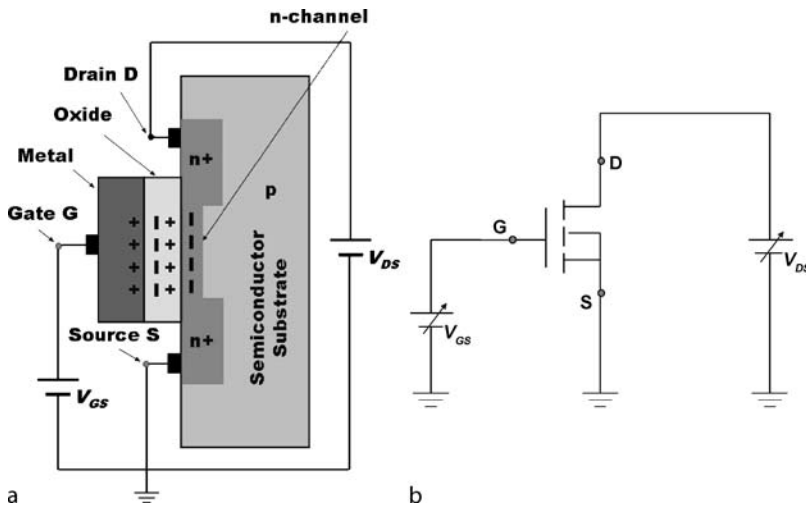 n-channel
Drain D
Oxide
Metal
Gate G
n+
p
+ I + I
+ I + I
+ I + I
+ I + I
Semiconductor
Substrate
V_DS
Source S
n+
V_GS
a
D
G
S
V_GS
V_DS
b